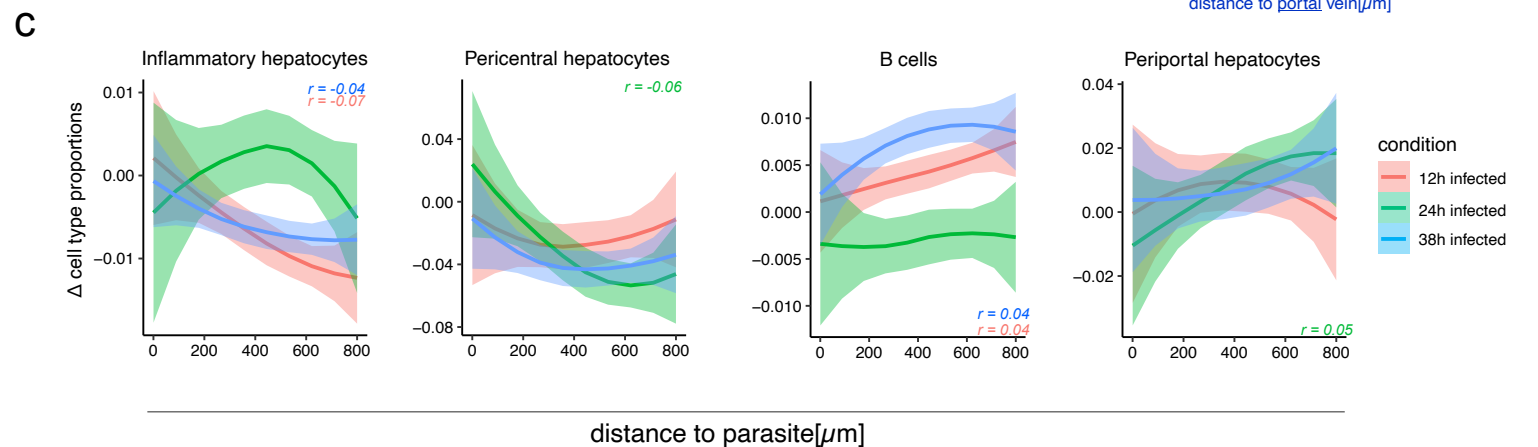 distance to portal vein[µm]
C
Inflammatory hepatocytes
Pericentral hepatocytes
B cells
Periportal hepatocytes
Δ cell type proportions
0.01
0.00
−0.01
r = -0.04
r = -0.07
0 200 400 600 800
0.04
0.00
−0.04
−0.08
r = -0.06
0 200 400 600 800
0.010
0.005
0.000
−0.005
−0.010
r = 0.04
r = 0.04
0 200 400 600 800
0.04
0.02
0.00
−0.02
r = 0.05
0 200 400 600 800
condition
12h infected
24h infected
38h infected
distance to parasite[µm]